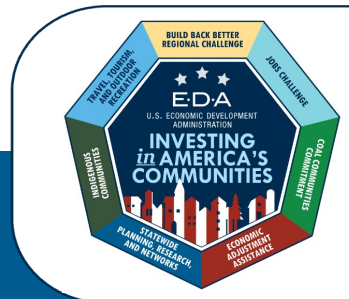 BUILD BACK BETTER
REGIONAL CHALLENGE
JOBS CHALLENGE
COAL COMMUNITIES
COMMITMENT
ECONOMIC
ADJUSTMENT
ASSISTANCE
STATEWIDE
PLANNING, RESEARCH,
AND NETWORKS
INDIGENOUS
COMMUNITIES
TRAVEL, TOURISM,
AND OUTDOOR
RECREATION
E·D·A
U.S. ECONOMIC DEVELOPMENT
ADMINISTRATION
INVESTING
in AMERICA'S
COMMUNITIES